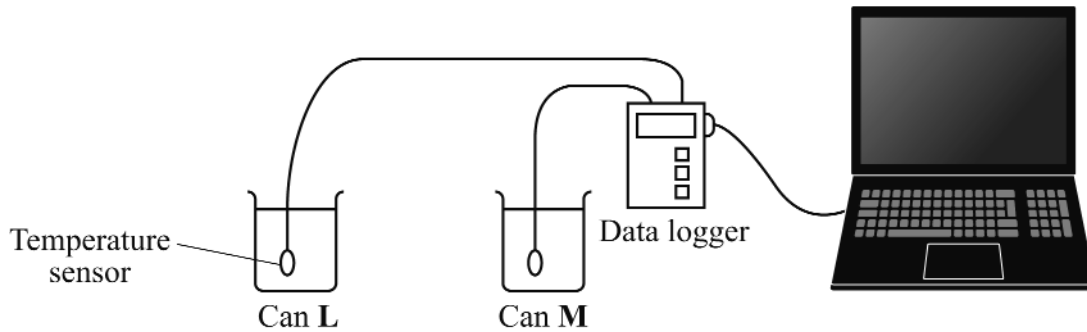 Data logger
Temperature
sensor
Can L
Can M